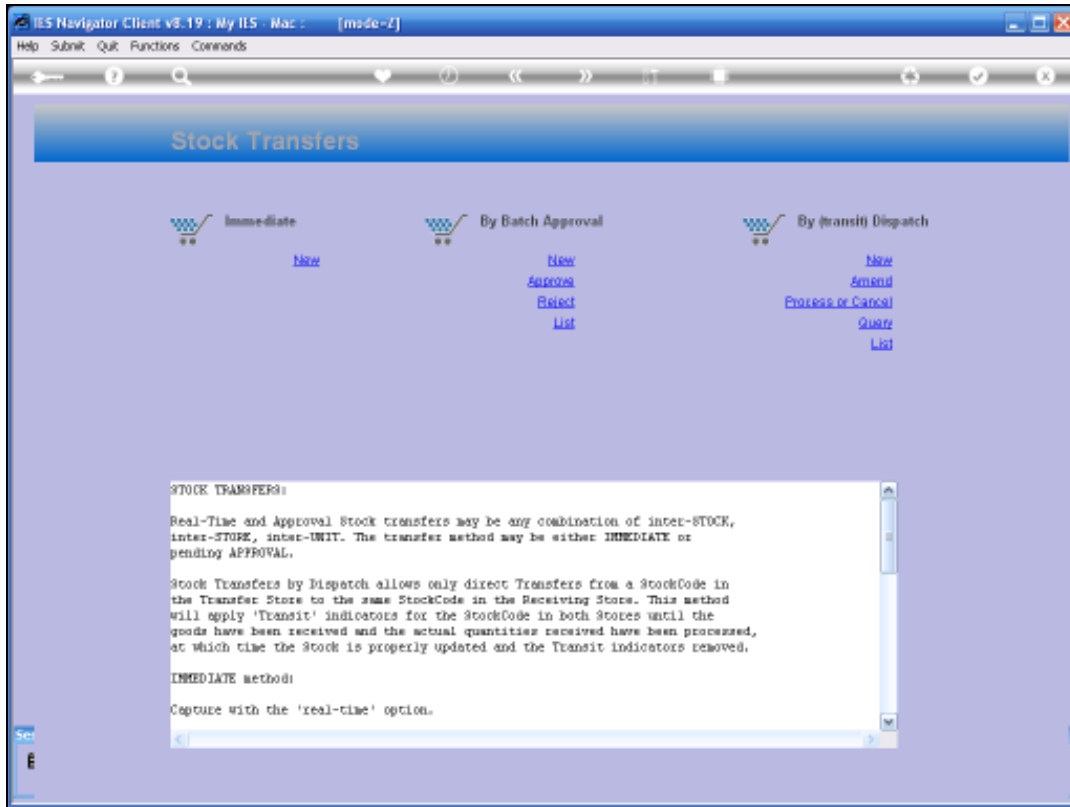 IES Navigator Client v8.19 : My IES - Mac : [mode=Z]
Help Submit Quit Functions Commands
Stock Transfers
Immediate
New
By Batch Approval
New
Approve
Reject
List
By (transit) Dispatch
New
Amend
Process or Cancel
Query
List
STOCK TRANSFERS:
Real-Time and Approval Stock transfers may be any combination of inter-STOCK,
inter-STORE, inter-UNIT. The transfer method may be either IMMEDIATE or
pending APPROVAL.
Stock Transfers by Dispatch allows only direct Transfers from a StockCode in
the Transfer Store to the same StockCode in the Receiving Store. This method
will apply 'Transit' indicators for the StockCode in both Stores until the
goods have been received and the actual quantities received have been processed,
at which time the Stock is properly updated and the Transit indicators removed.
IMMEDIATE method:
Capture with the 'real-time' option.